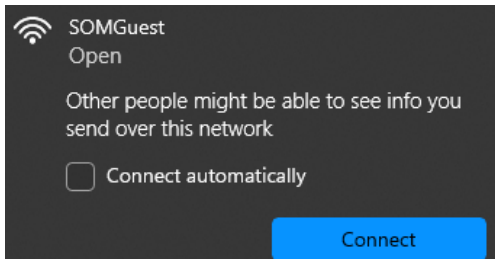 SOMGuest
Open
Other people might be able to see info you
send over this network
Connect automatically
Connect